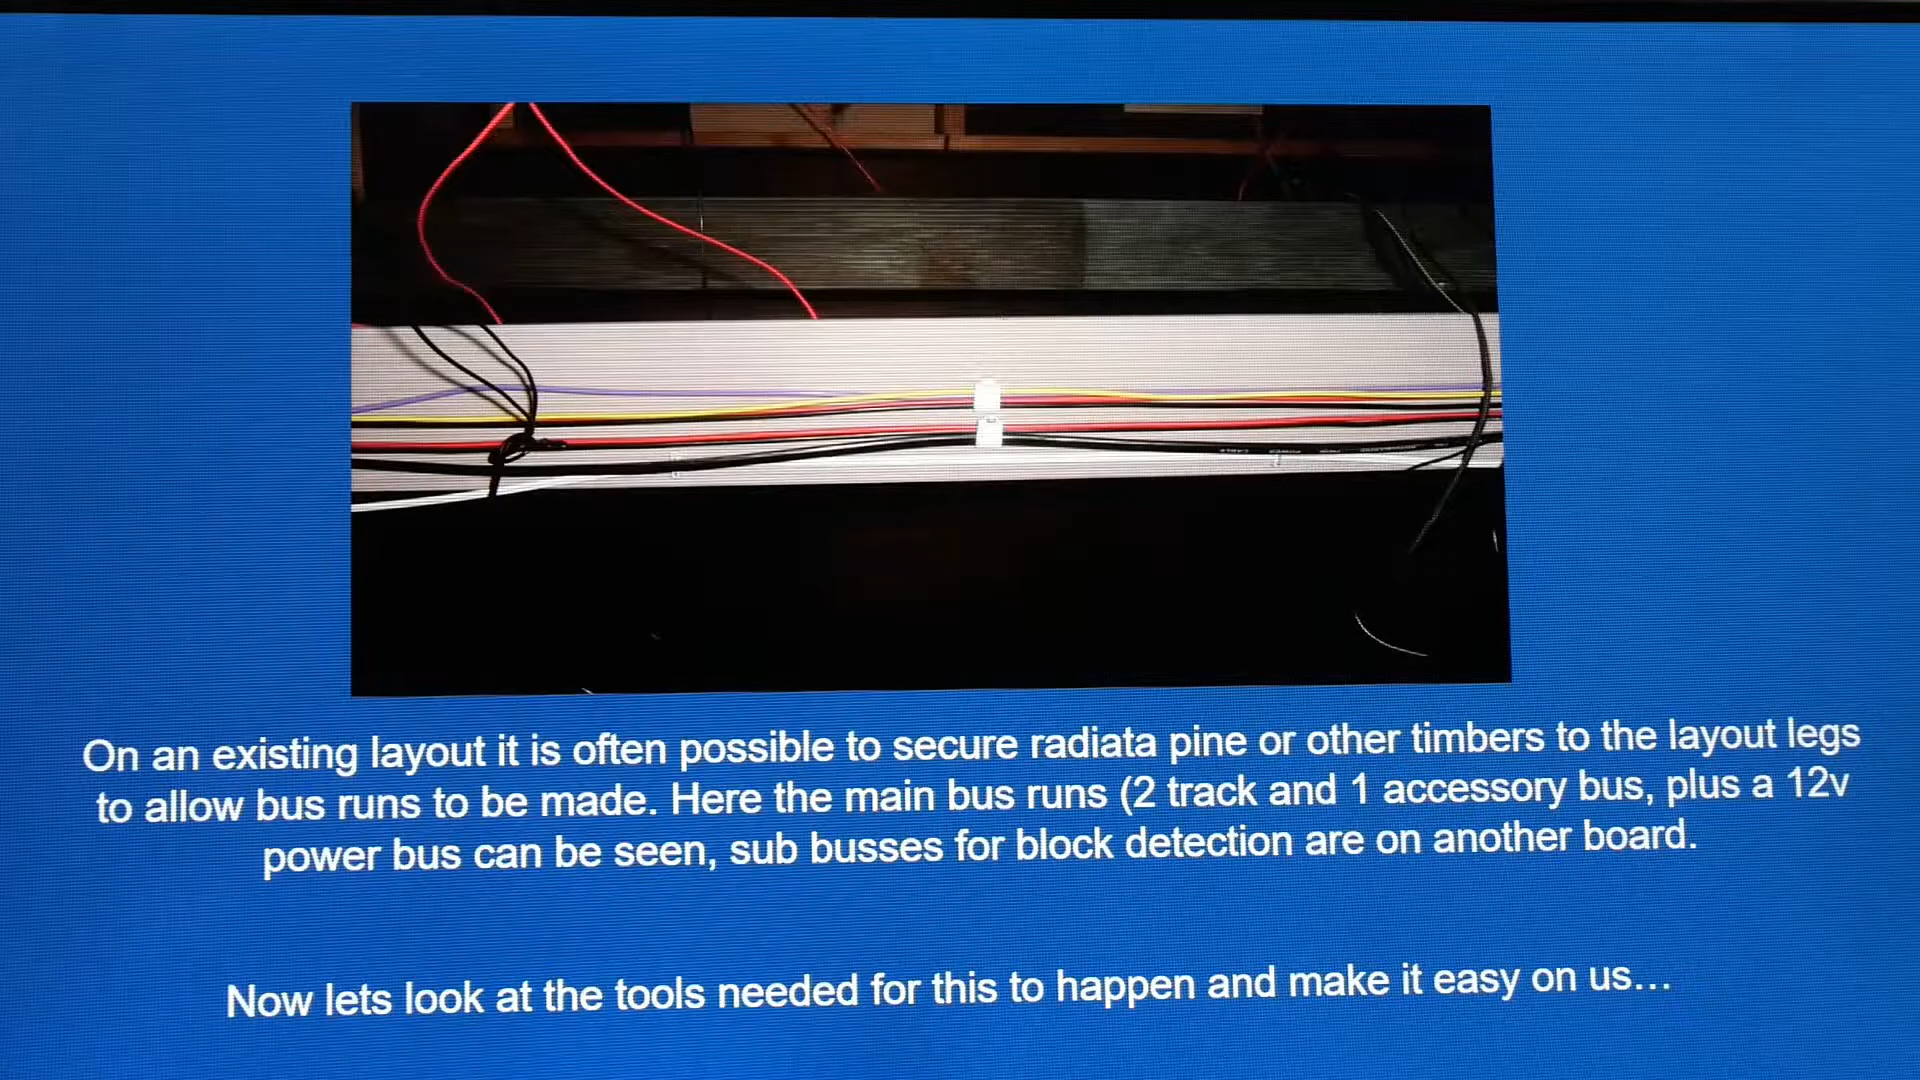 On an existing layout it is often possible to secure radiata pine or other timbers to the layout legs
to allow bus runs to be made. Here the main bus runs (2 track and 1 accessory bus, plus a 12v
power bus can be seen, sub busses for block detection are on another board.
Now lets look at the tools needed for this to happen and make it easy on us...